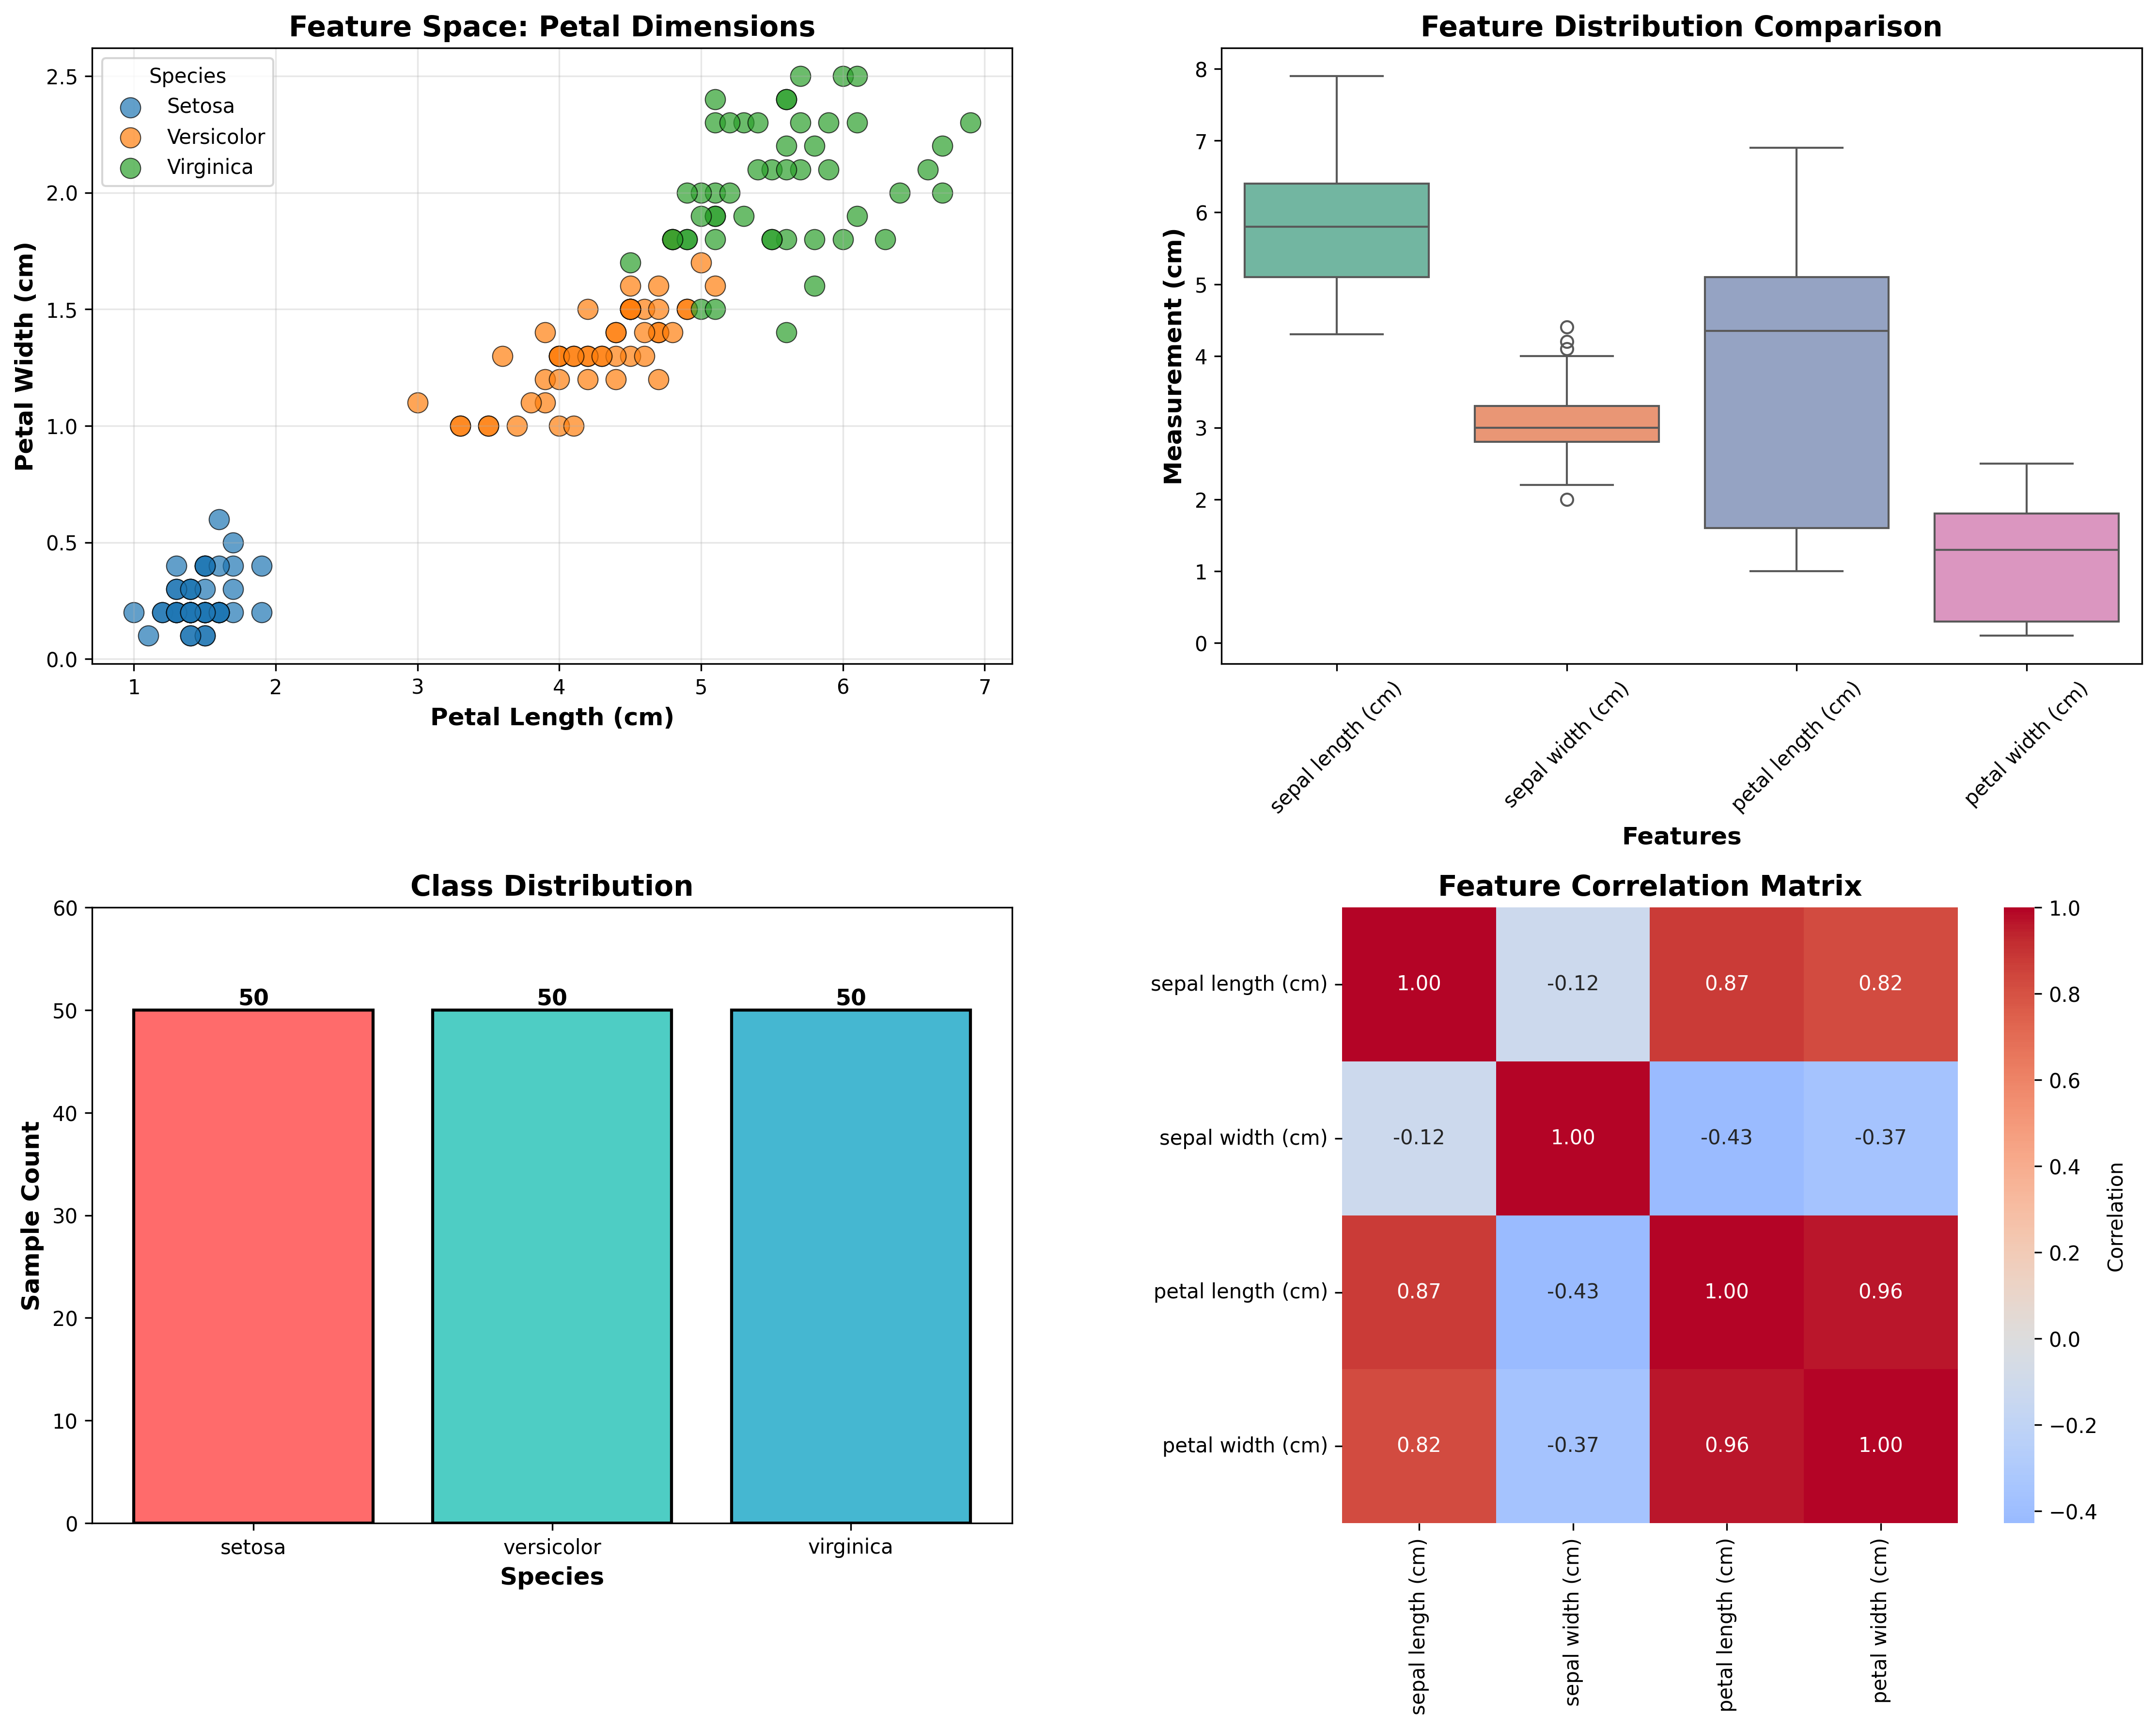 Feature Space: Petal Dimensions
Species
Setosa
Versicolor
Virginica
2.5
2.0
1.5
1.0
0.5
0.0
Petal Width (cm)
1 2 3 4 5 6 7
Petal Length (cm)
Feature Distribution Comparison
8
7
6
5
4
3
2
1
0
Measurement (cm)
sepal length (cm)
sepal width (cm)
petal length (cm)
petal width (cm)
Features
Class Distribution
60
50
40
30
20
10
0
Sample Count
50 50 50
setosa versicolor virginica
Species
Feature Correlation Matrix
sepal length (cm) 1.00 -0.12 0.87 0.82
sepal width (cm) -0.12 1.00 -0.43 -0.37
petal length (cm) 0.87 -0.43 1.00 0.96
petal width (cm) 0.82 -0.37 0.96 1.00
sepal length (cm)
sepal width (cm)
petal length (cm)
petal width (cm)
1.0
0.8
0.6
0.4
0.2
0.0
−0.2
−0.4
Correlation